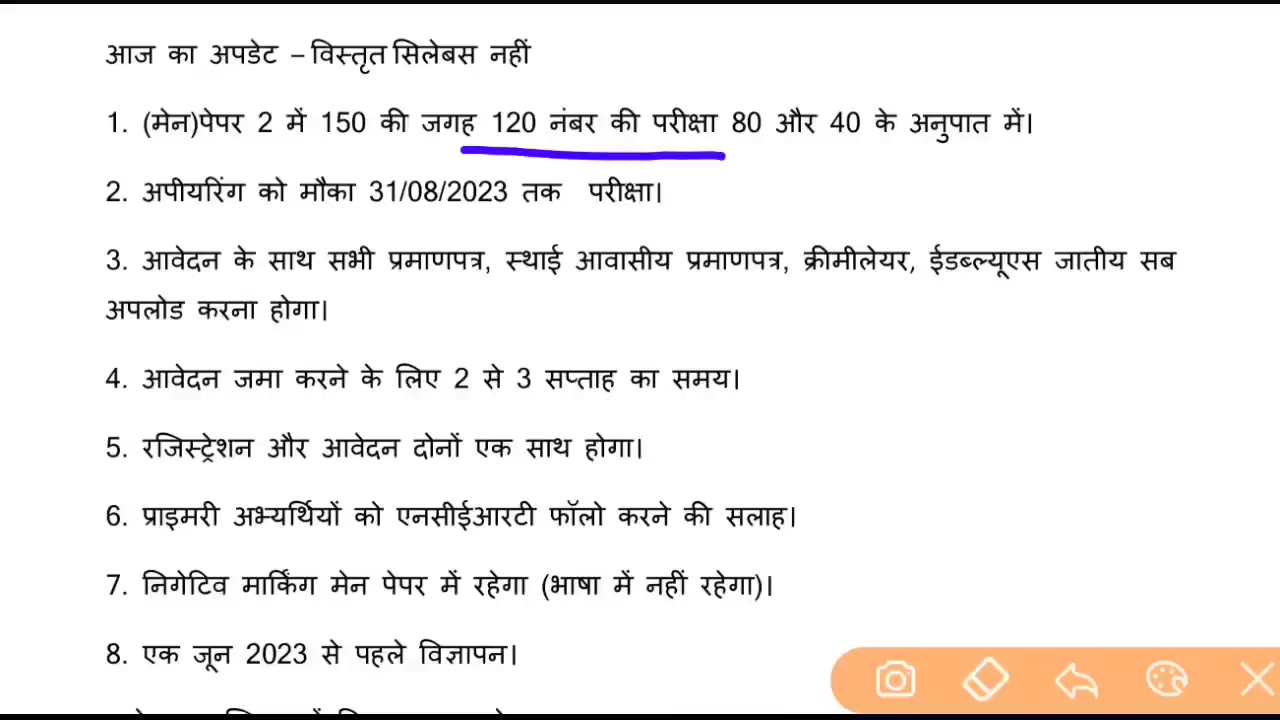 आज का अपडेट – विस्तृत सिलेबस नहीं
1. (मेन)पेपर 2 में 150 की जगह 120 नंबर की परीक्षा 80 और 40 के अनुपात में।
2. अपीयरिंग को मौका 31/08/2023 तक परीक्षा।
3. आवेदन के साथ सभी प्रमाणपत्र, स्थाई आवासीय प्रमाणपत्र, क्रीमीलेयर, ईडब्ल्यूएस जातीय सब
अपलोड करना होगा।
4. आवेदन जमा करने के लिए 2 से 3 सप्ताह का समय।
5. रजिस्ट्रेशन और आवेदन दोनों एक साथ होगा।
6. प्राइमरी अभ्यर्थियों को एनसीईआरटी फॉलो करने की सलाह।
7. निगेटिव मार्किंग मेन पेपर में रहेगा (भाषा में नहीं रहेगा)।
8. एक जून 2023 से पहले विज्ञापन।